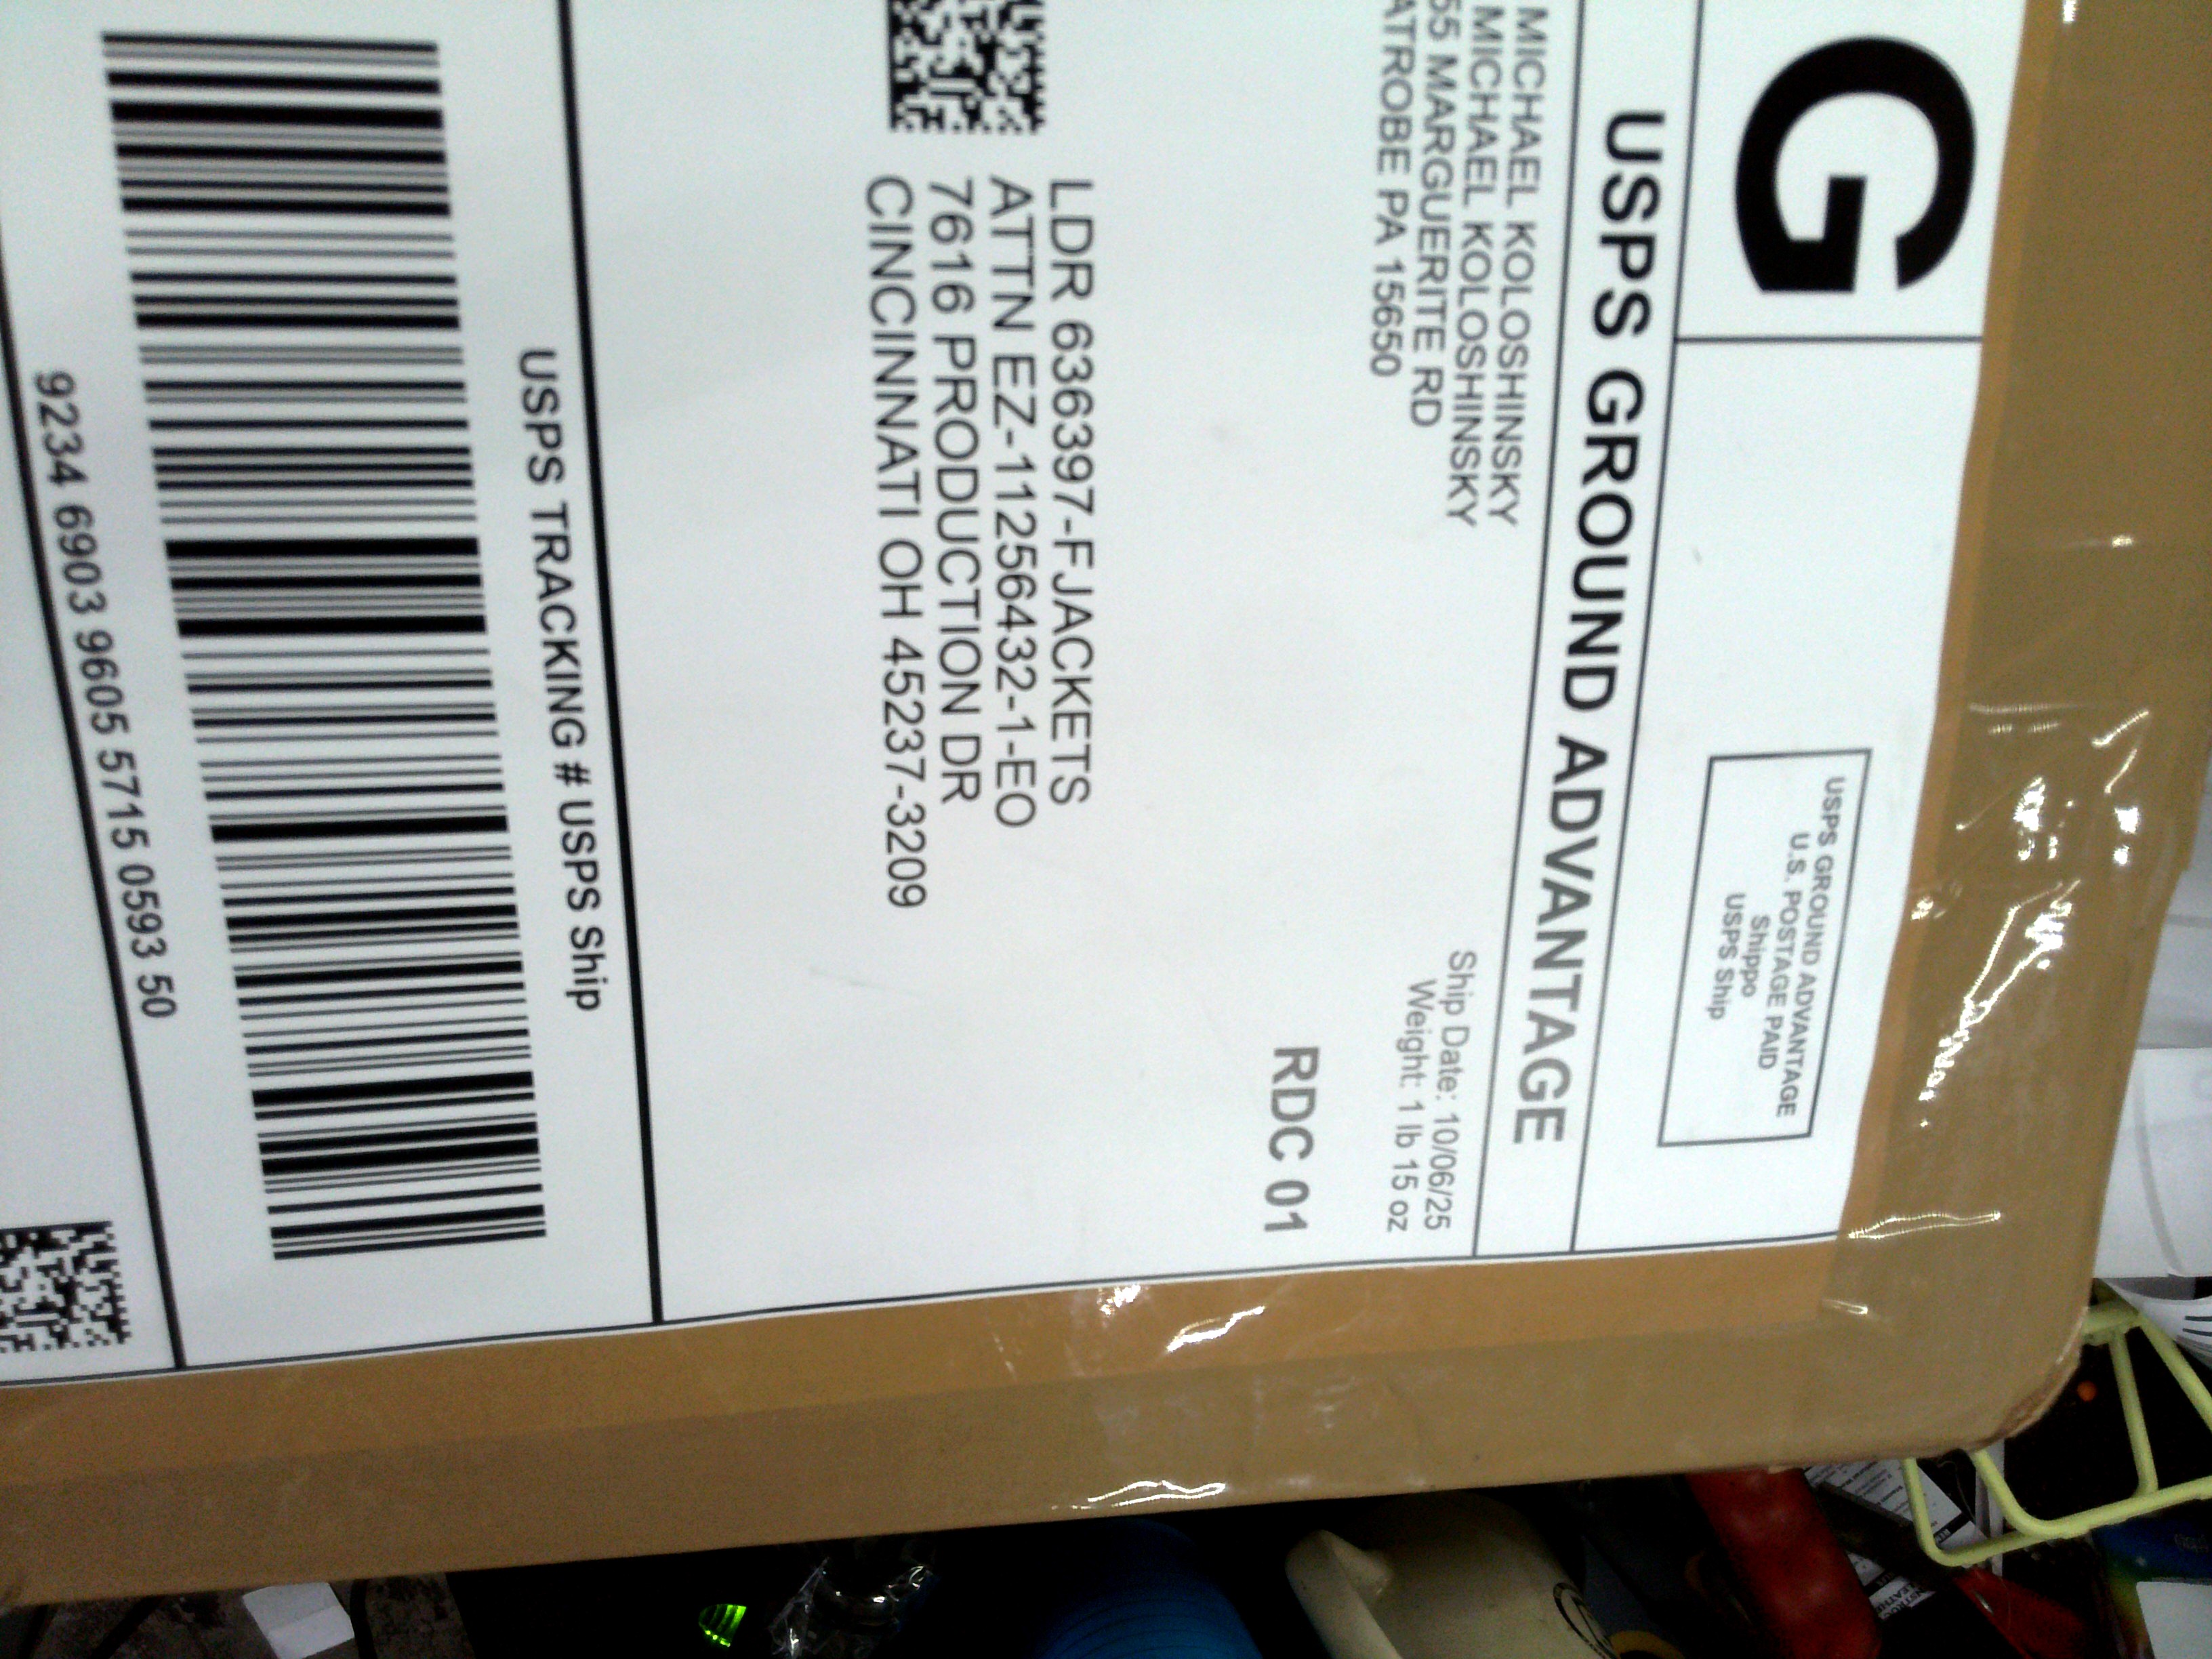 G
USPS GROUND ADVANTAGE
U.S. POSTAGE PAID
Shippo
USPS Ship
USPS GROUND ADVANTAGE
MICHAEL KOLOSHINSKY
MICHAEL KOLOSHINSKY
55 MARGUERITE RD
ATROBE PA 15650
Ship Date: 10/06/25
Weight: 1 lb 15 oz
RDC 01
LDR 636397-FJACKETS
ATTN EZ-11256432-1-EO
7616 PRODUCTION DR
CINCINNATI OH 45237-3209
USPS TRACKING # USPS Ship
9234 6903 9605 5715 0593 50